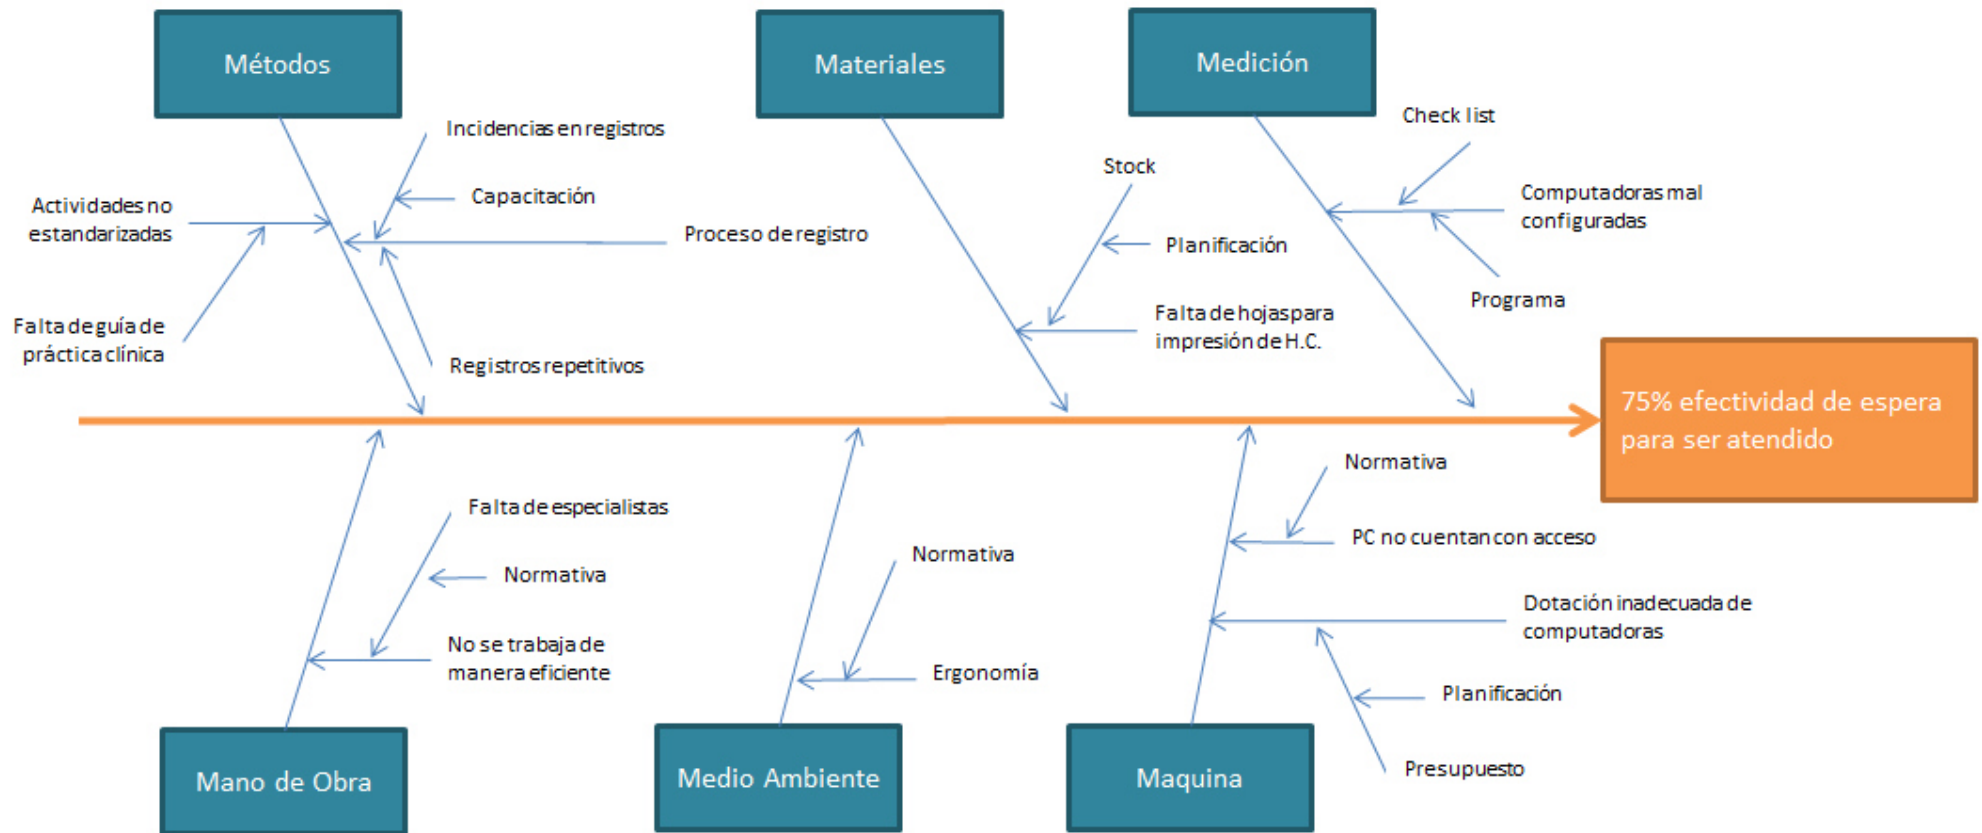 Métodos
Materiales
Medición
Incidencias en registros
Capacitación
Actividades no
estandarizadas
Proceso de registro
Falta de guía de
práctica clínica
Registros repetitivos
Stock
Planificación
Falta de hojas para
impresión de H.C.
Check list
Computadoras mal
configuradas
Programa
75% efectividad de espera
para ser atendido
Falta de especialistas
Normativa
No se trabaja de
manera eficiente
Normativa
Ergonomía
Normativa
PC no cuentan con acceso
Dotación inadecuada de
computadoras
Planificación
Presupuesto
Mano de Obra
Medio Ambiente
Maquina